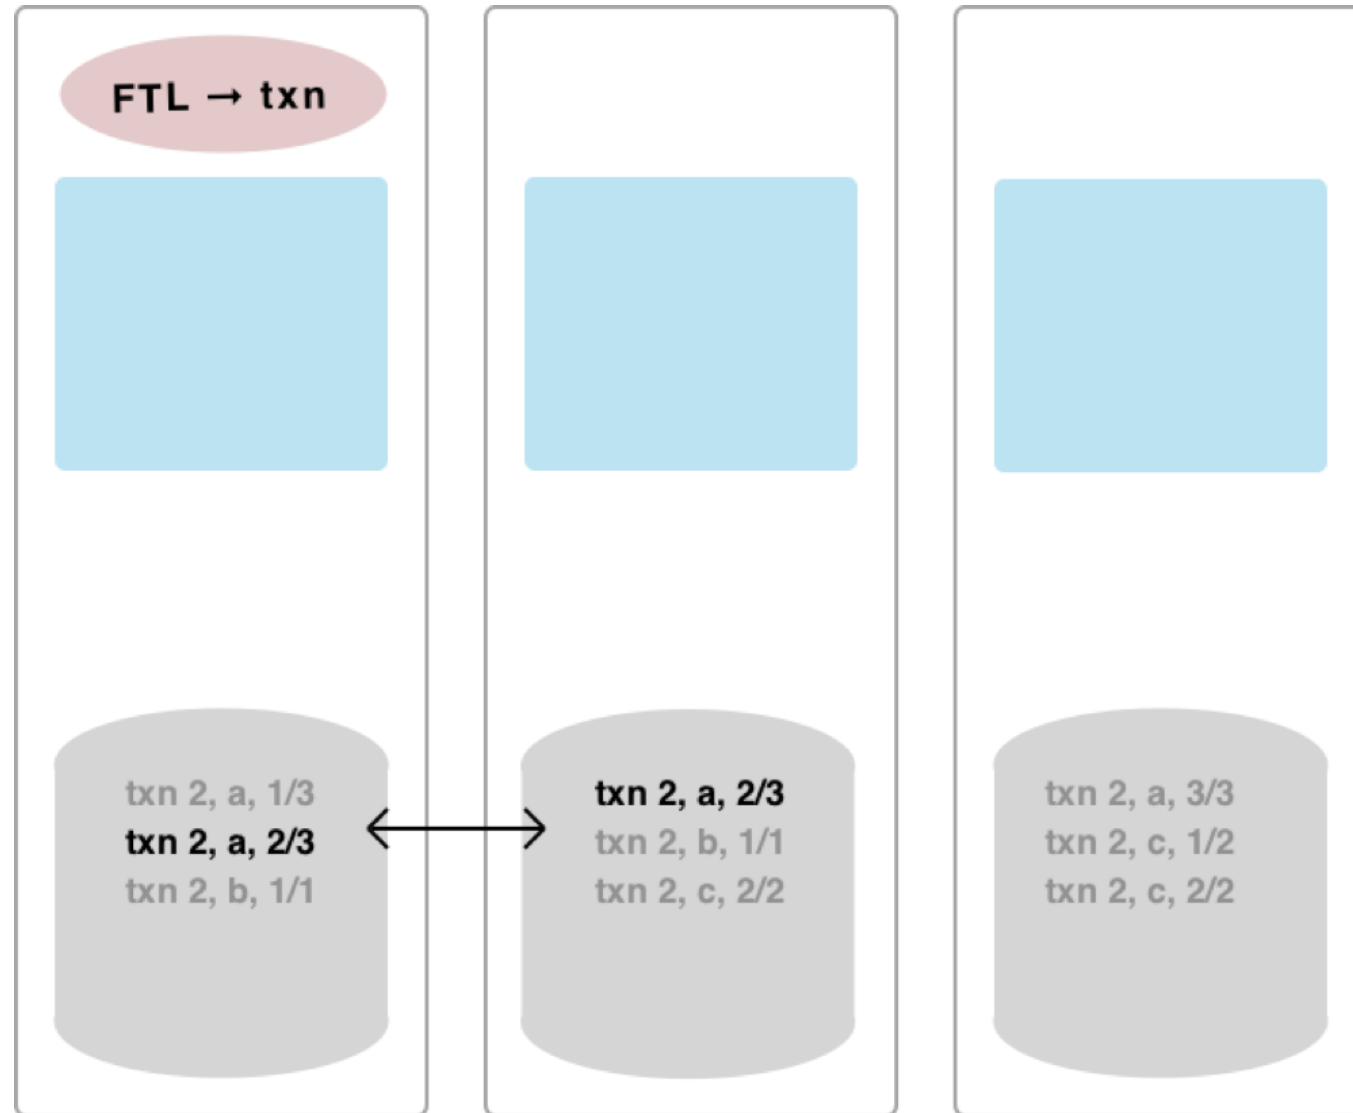 FTL → txn
txn 2, a, 1/3
txn 2, a, 2/3
txn 2, b, 1/1
txn 2, a, 2/3
txn 2, b, 1/1
txn 2, c, 2/2
txn 2, a, 3/3
txn 2, c, 1/2
txn 2, c, 2/2